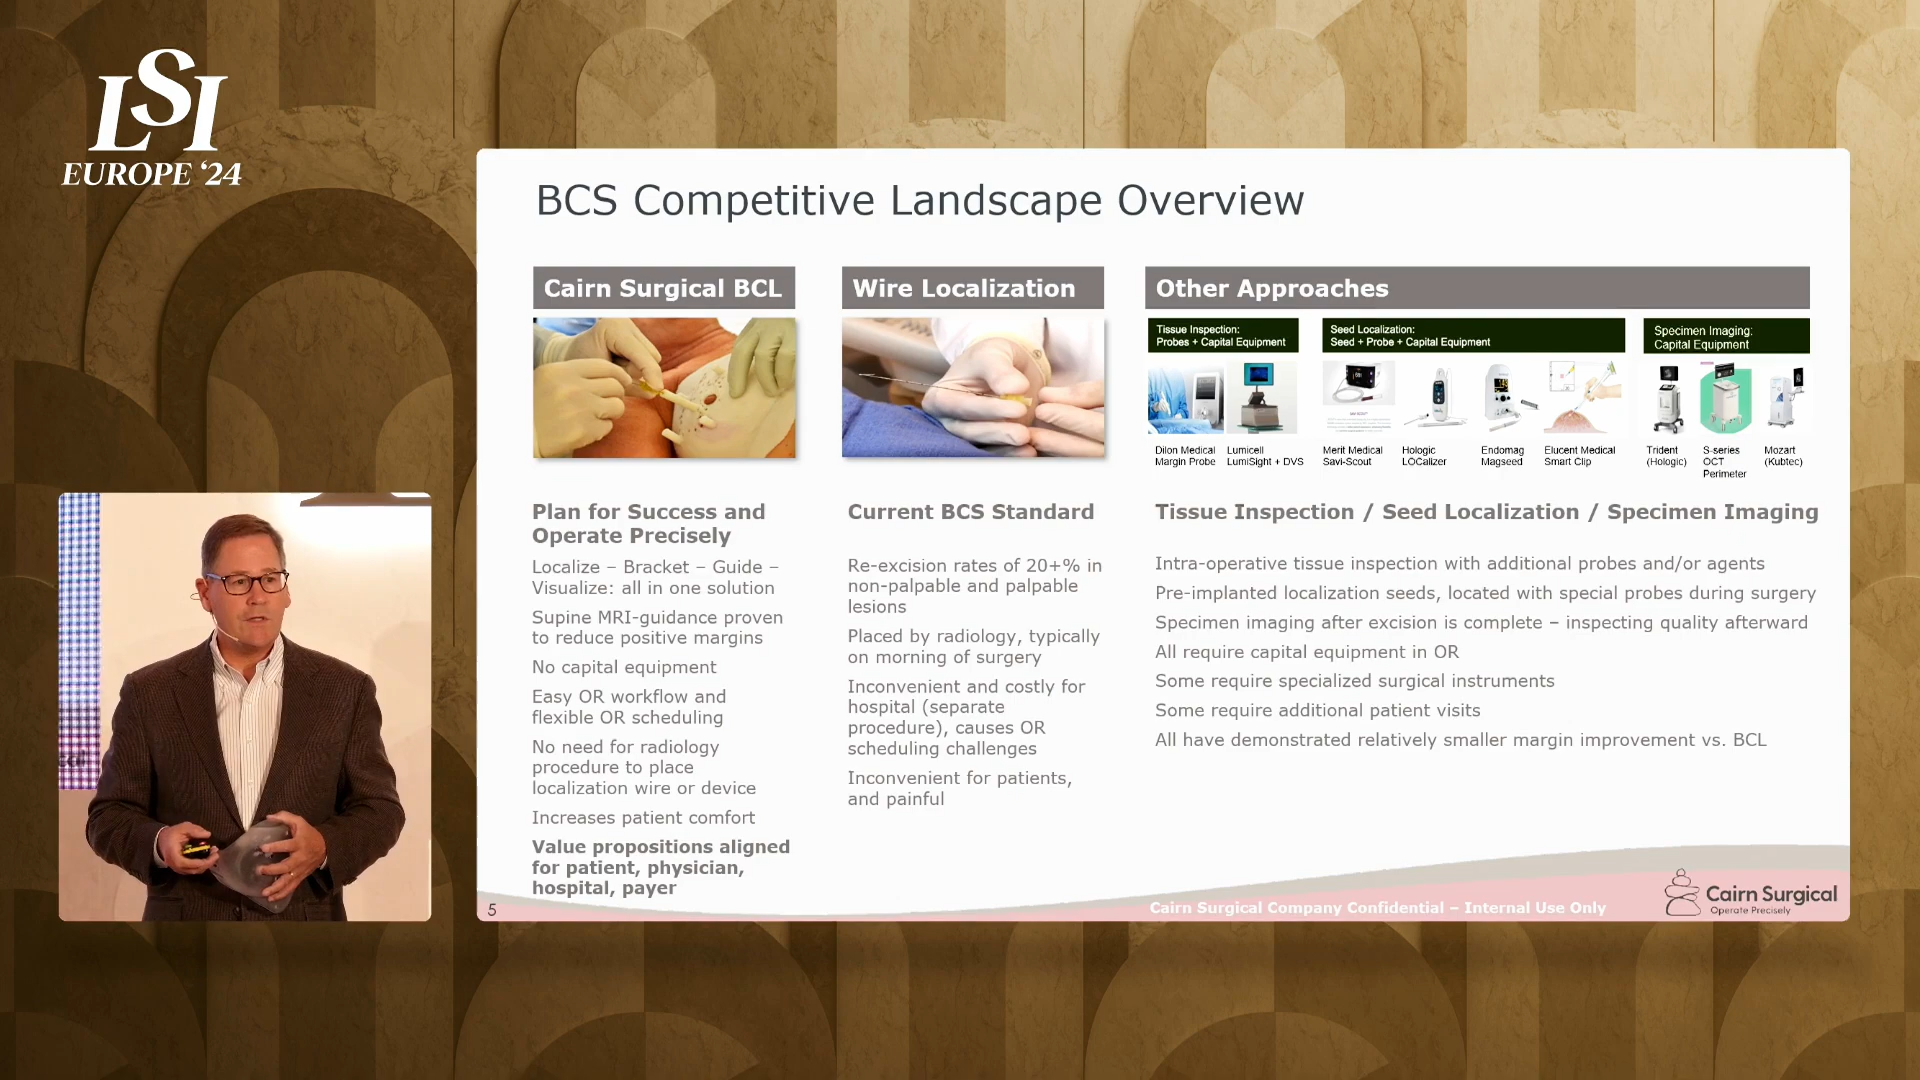 LSI
EUROPE ‘24
BCS Competitive Landscape Overview
Cairn Surgical BCL
Plan for Success and
Operate Precisely
Localize – Bracket – Guide –
Visualize: all in one solution
Supine MRI-guidance proven
to reduce positive margins
No capital equipment
Easy OR workflow and
flexible OR scheduling
No need for radiology
procedure to place
localization wire or device
Increases patient comfort
Value propositions aligned
for patient, physician,
hospital, payer
Wire Localization
Current BCS Standard
Re-excision rates of 20+% in
non-palpable and palpable
lesions
Placed by radiology, typically
on morning of surgery
Inconvenient and costly for
hospital (separate
procedure), causes OR
scheduling challenges
Inconvenient for patients,
and painful
Other Approaches
Tissue Inspection:
Probes + Capital Equipment
Dilon Medical
Margin Probe
Lumicell
LumiSight + DVS
Seed Localization:
Seed + Probe + Capital Equipment
Merit Medical
Savi-Scout
Hologic
LOCalizer
Endomag
Magseed
Elucent Medical
Smart Clip
Specimen Imaging:
Capital Equipment
Trident
(Hologic)
S-series
OCT
Perimeter
Mozart
(Kubtec)
Tissue Inspection / Seed Localization / Specimen Imaging
Intra-operative tissue inspection with additional probes and/or agents
Pre-implanted localization seeds, located with special probes during surgery
Specimen imaging after excision is complete – inspecting quality afterward
All require capital equipment in OR
Some require specialized surgical instruments
Some require additional patient visits
All have demonstrated relatively smaller margin improvement vs. BCL
5
Cairn Surgical Company Confidential – Internal Use Only
Cairn Surgical
Operate Precisely